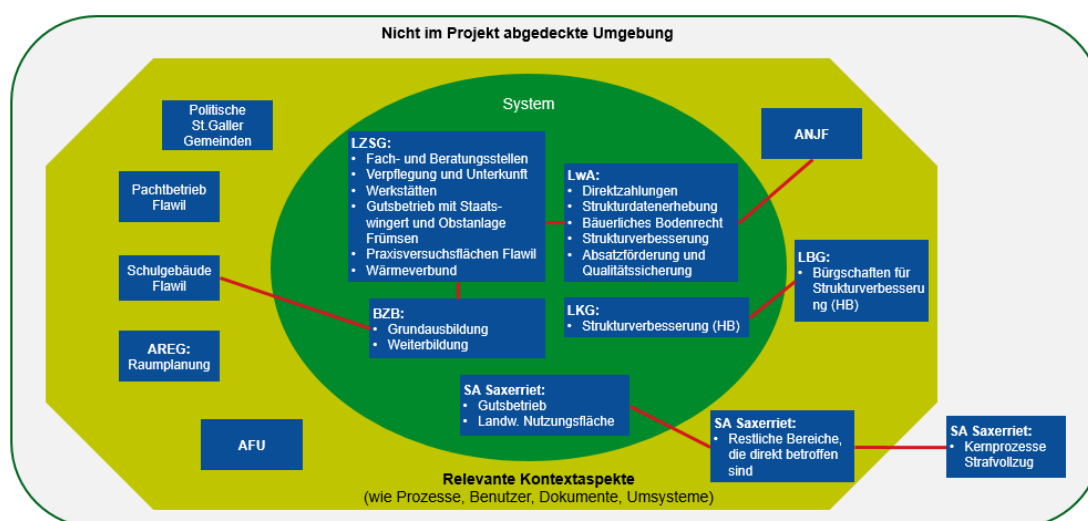 Nicht im Projekt abgedeckte Umgebung
System
Politische
St.Galler
Gemeinden
Pachtbetrieb
Flawil
Schulgebäude
Flawil
AREG:
Raumplanung
AFU
LZSG:
• Fach- und Beratungsstellen
• Verpflegung und Unterkunft
• Werkstätten
• Gutsbetrieb mit Staats-
wingert und Obstanlage
Frümsen
• Praxisversuchsflächen Flawil
• Wärmeverbund
BZB:
• Grundausbildung
• Weiterbildung
LwA:
• Direktzahlungen
• Strukturdatenerhebung
• Bäuerliches Bodenrecht
• Strukturverbesserung
• Absatzförderung und
Qualitätssicherung
LKG:
• Strukturverbesserung (HB)
SA Saxerriet:
• Gutsbetrieb
• Landw. Nutzungsfläche
ANJF
LBG:
• Bürgschaften für
Strukturverbesseru
ng (HB)
SA Saxerriet:
• Restliche Bereiche,
die direkt betroffen
sind
SA Saxerriet:
• Kernprozesse
Strafvollzug
Relevante Kontextaspekte
(wie Prozesse, Benutzer, Dokumente, Umsysteme)